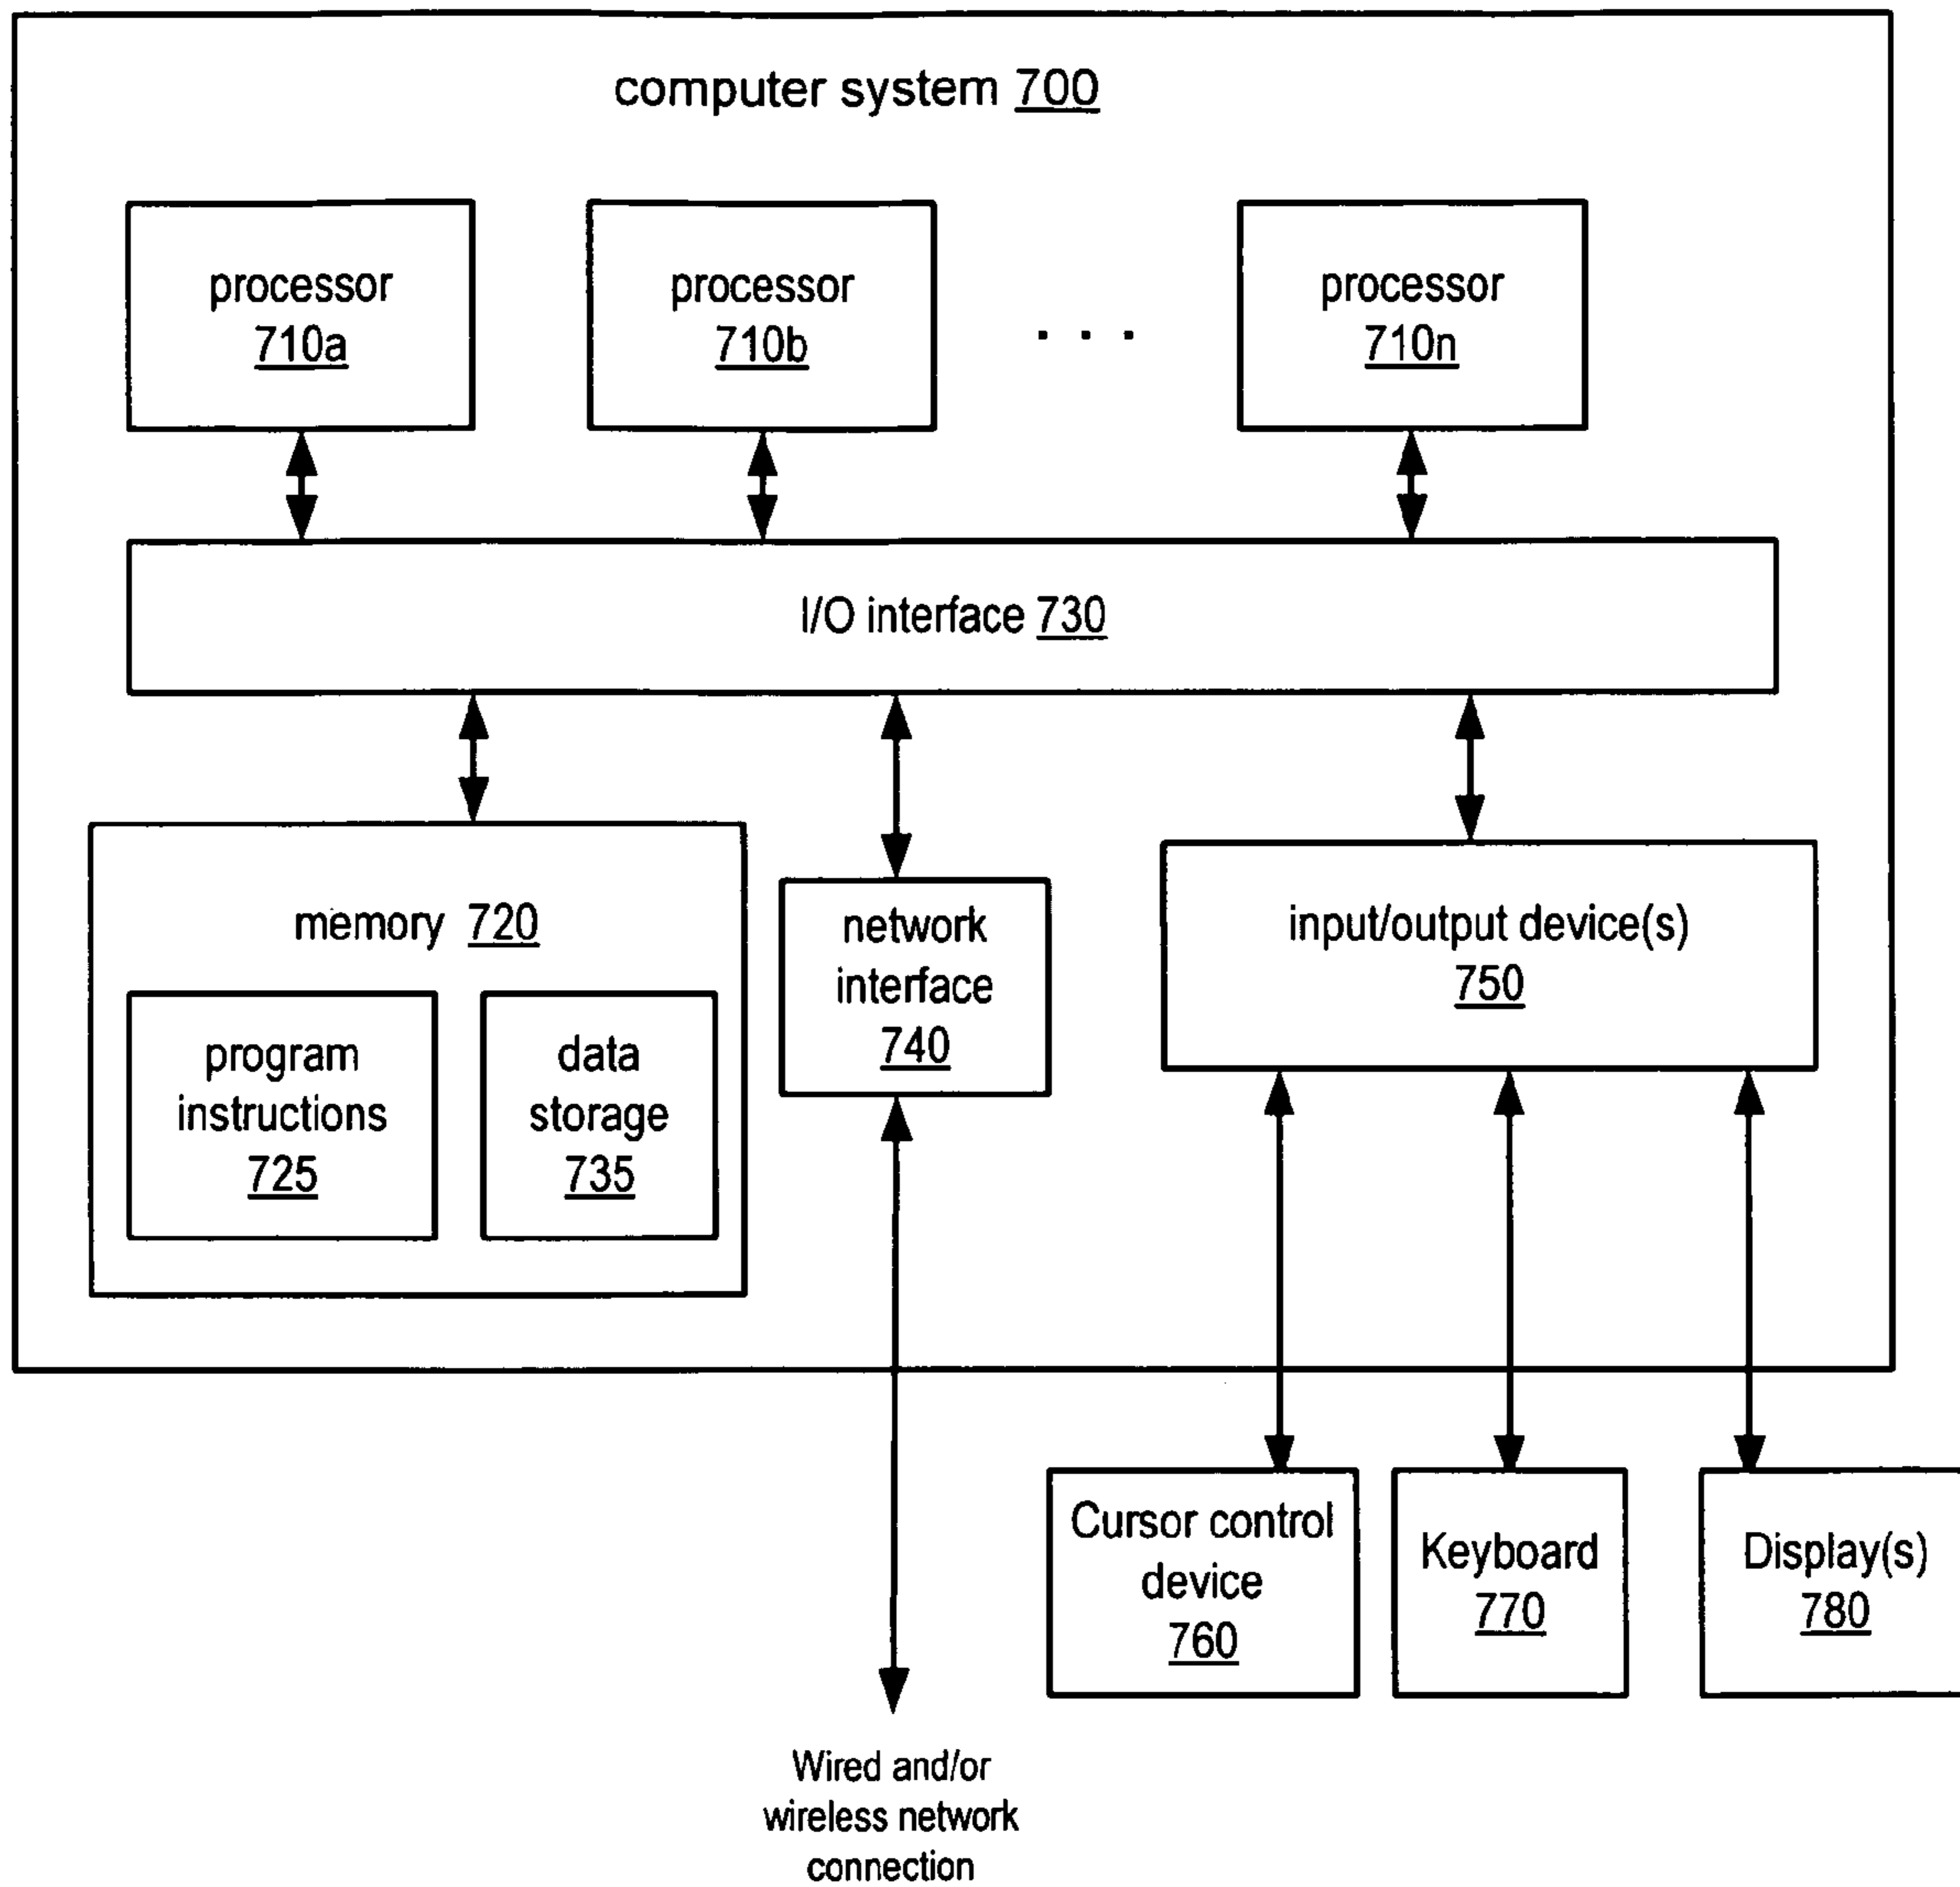 computer system 700
processor
710a
processor
710b
. . .
processor
710n
I/O interface 730
memory 720
program
instructions
725
data
storage
735
network
interface
740
input/output device(s)
750
Cursor control
device
760
Keyboard
770
Display(s)
780
Wired and/or
wireless network
connection